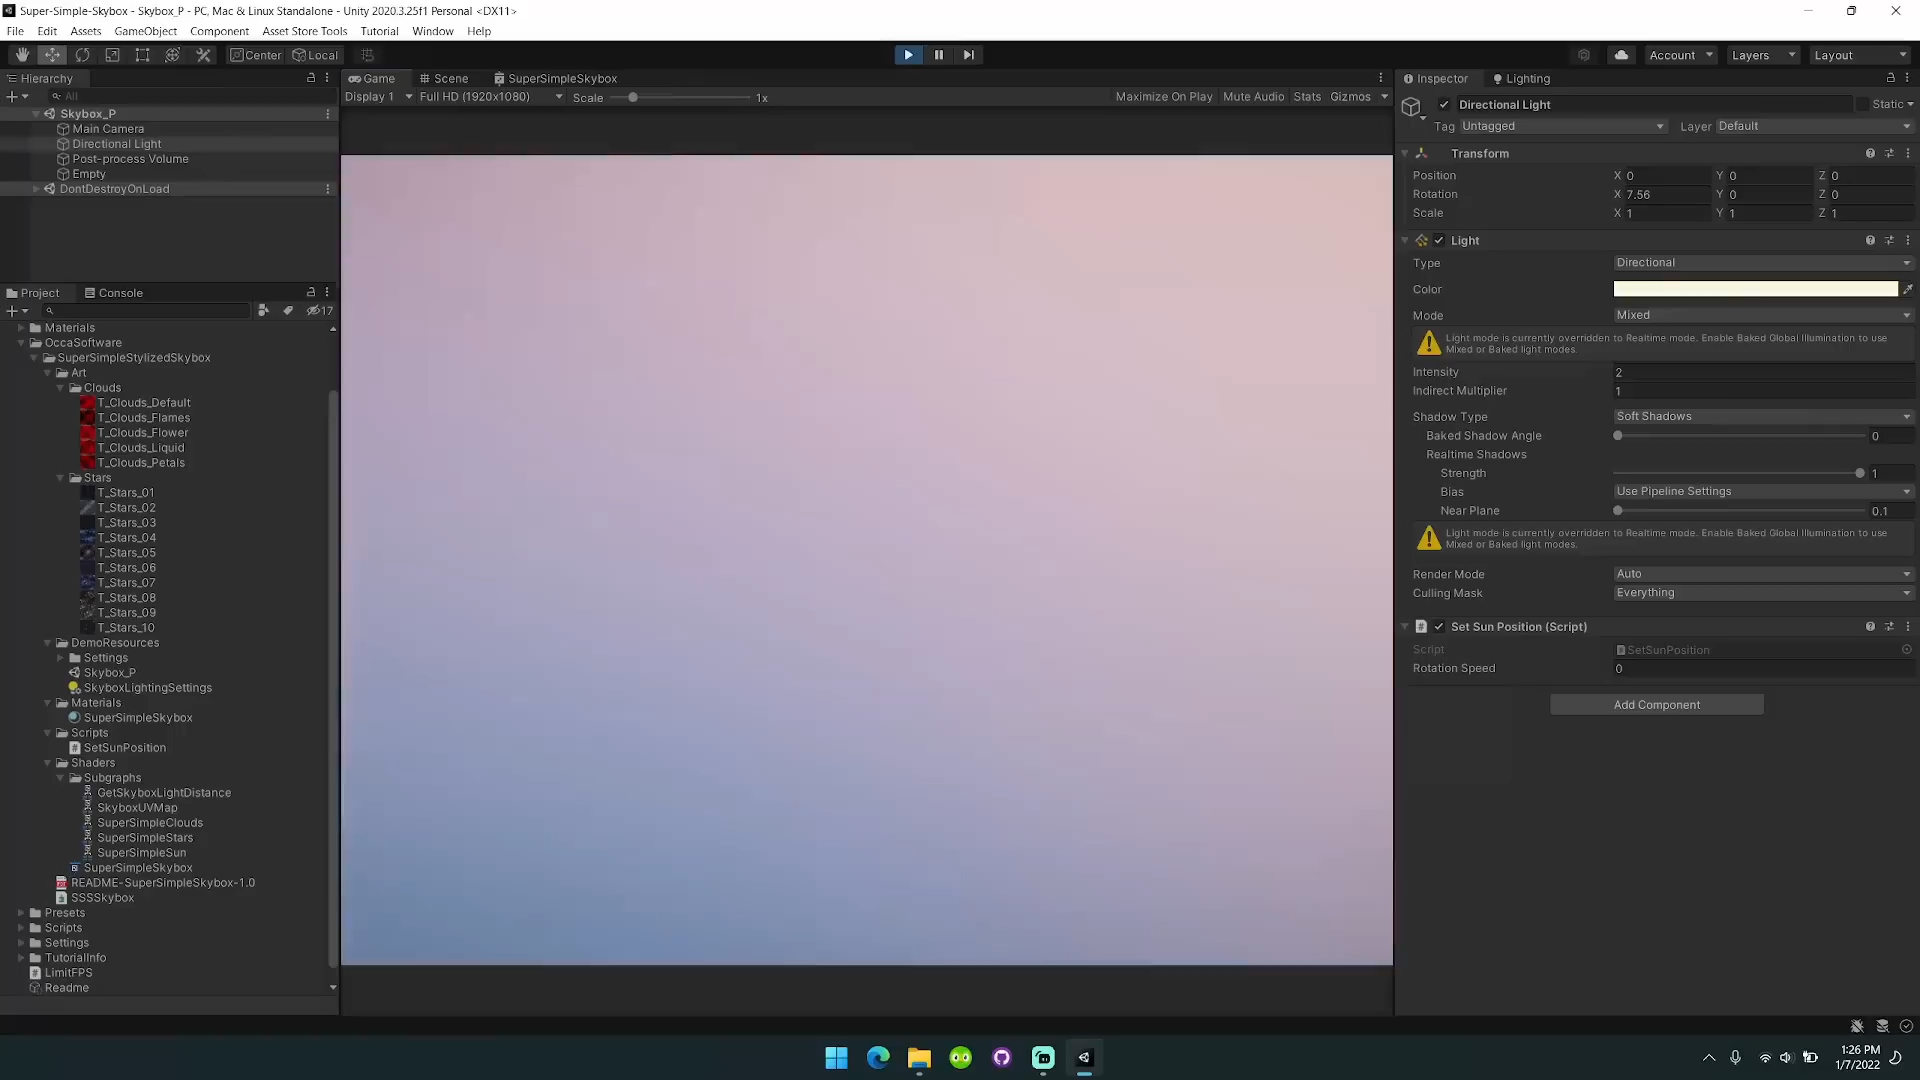 Super-Simple-Skybox - Skybox_P - PC, Mac & Linux Standalone - Unity 2020.3.25f1 Personal <DX11>
File Edit Assets GameObject Component Asset Store Tools Tutorial Window Help
Center Local Account Layers Layout
Hierarchy
All
Skybox_P
Main Camera
Directional Light
Post-process Volume
Empty
DontDestroyOnLoad
Project Console
17
Materials
OccaSoftware
SuperSimpleStylizedSkybox
Art
Clouds
T_Clouds_Default
T_Clouds_Flames
T_Clouds_Flower
T_Clouds_Liquid
T_Clouds_Petals
Stars
T_Stars_01
T_Stars_02
T_Stars_03
T_Stars_04
T_Stars_05
T_Stars_06
T_Stars_07
T_Stars_08
T_Stars_09
T_Stars_10
DemoResources
Settings
Skybox_P
SkyboxLightingSettings
Materials
SuperSimpleSkybox
Scripts
SetSunPosition
Shaders
Subgraphs
GetSkyboxLightDistance
SkyboxUVMap
SuperSimpleClouds
SuperSimpleStars
SuperSimpleSun
SuperSimpleSkybox
README-SuperSimpleSkybox-1.0
SSSSkybox
Presets
Scripts
Settings
TutorialInfo
LimitFPS
Readme
Game Scene SuperSimpleSkybox
Display 1 Full HD (1920x1080) Scale 1x Maximize On Play Mute Audio Stats Gizmos
Inspector Lighting
Directional Light Static
Tag Untagged Layer Default
Transform
Position X 0 Y 0 Z 0
Rotation X 7.56 Y 0 Z 0
Scale X 1 Y 1 Z 1
Light
Type Directional
Color
Mode Mixed
Light mode is currently overridden to Realtime mode. Enable Baked Global Illumination to use
Mixed or Baked light modes.
Intensity 2
Indirect Multiplier 1
Shadow Type Soft Shadows
Baked Shadow Angle 0
Realtime Shadows
Strength 1
Bias Use Pipeline Settings
Near Plane 0.1
Light mode is currently overridden to Realtime mode. Enable Baked Global Illumination to use
Mixed or Baked light modes.
Render Mode Auto
Culling Mask Everything
Set Sun Position (Script)
Script SetSunPosition
Rotation Speed 0
Add Component
1:26 PM
1/7/2022